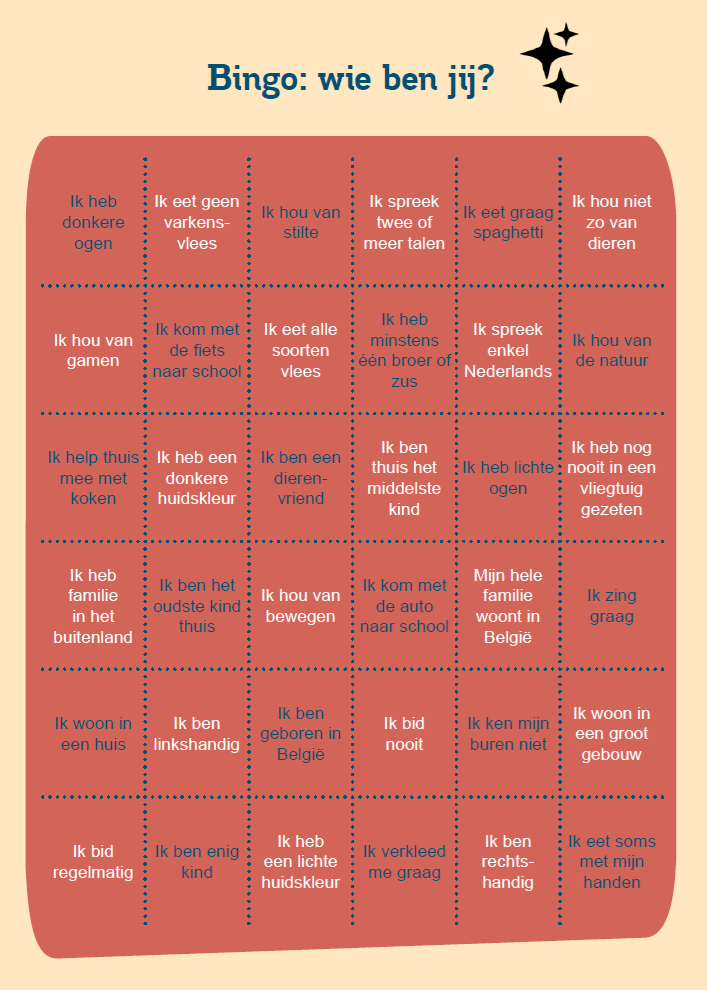 Bingo: wie ben jij?
Ik heb
donkere
ogen
Ik eet geen
varkens-
vlees
Ik hou van
stilte
Ik spreek
twee of
meer talen
Ik eet graag
spaghetti
Ik hou niet
zo van
dieren
Ik hou van
gamen
Ik kom met
de fiets
naar school
Ik eet alle
soorten
vlees
Ik heb
minstens
één broer of
zus
Ik spreek
enkel
Nederlands
Ik hou van
de natuur
Ik help thuis
mee met
koken
Ik heb een
donkere
huidskleur
Ik ben een
dieren-
vriend
Ik ben
thuis het
middelste
kind
Ik heb lichte
ogen
Ik heb nog
nooit in een
vliegtuig
gezeten
Ik heb
familie
in het
buitenland
Ik ben het
oudste kind
thuis
Ik hou van
bewegen
Ik kom met
de auto
naar school
Mijn hele
familie
woont in
België
Ik zing
graag
Ik woon in
een huis
Ik ben
linkshandig
Ik ben
geboren in
België
Ik bid
nooit
Ik ken mijn
buren niet
Ik woon in
een groot
gebouw
Ik bid
regelmatig
Ik ben enig
kind
Ik heb
een lichte
huidskleur
Ik verkleed
me graag
Ik ben
rechts-
handig
Ik eet soms
met mijn
handen